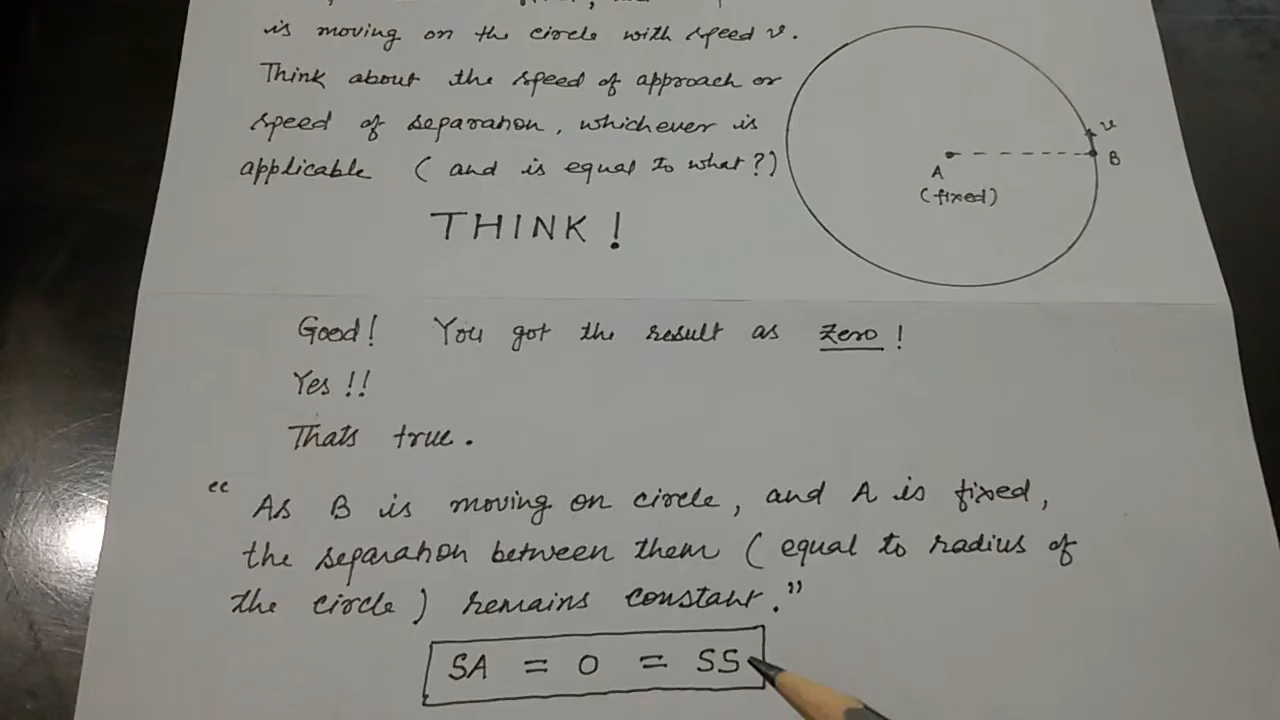 is moving on the circle with speed v.
Think about the speed of approach or
speed of separation, whichever is
applicable ( and is equal to what?)
THINK !
v
B
A
(fixed)
Good! You got the result as zero !
Yes !!
Thats true.
“ As B is moving on circle, and A is fixed,
the separation between them ( equal to radius of
the circle ) remains constant.”
SA = 0 = SS